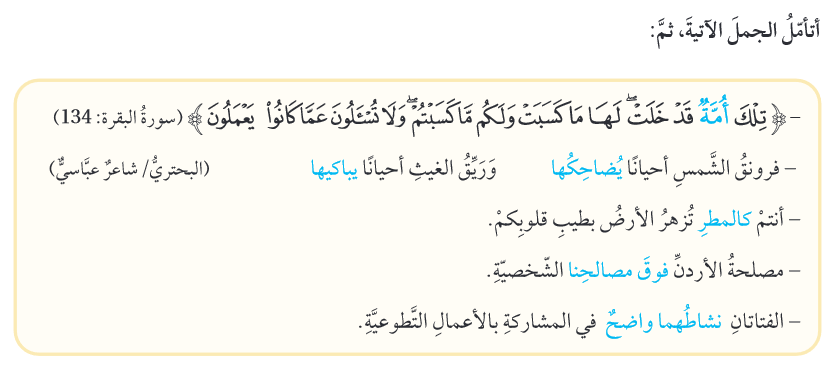 أتأمّلُ الجملَ الآتيةَ، ثمَّ:
– ﴿ تِلْكَ أُمَّةٌ قَدْ خَلَتْ ۖ لَهَا مَا كَسَبَتْ وَلَكُم مَّا كَسَبْتُمْ ۖ وَلَا تُسْـَٔلُونَ عَمَّا كَانُوا۟ يَعْمَلُونَ ﴾ (سورةُ البقرة: 134)
– فرونقُ الشَّمسِ أحيانًا يُضاحِكُها وَرَيِّقُ الغيثِ أحيانًا يباكيها (البحتريُّ/ شاعرٌ عبَّاسيٌّ)
– أنتمْ كالمطرِ تُزهرُ الأرضُ بطيبِ قلوبِكمْ.
– مصلحةُ الأردنِّ فوقَ مصالحِنا الشّخصيّةِ.
– الفتاتانِ نشاطُهما واضحٌ في المشاركةِ بالأعمالِ التَّطوعيَّةِ.